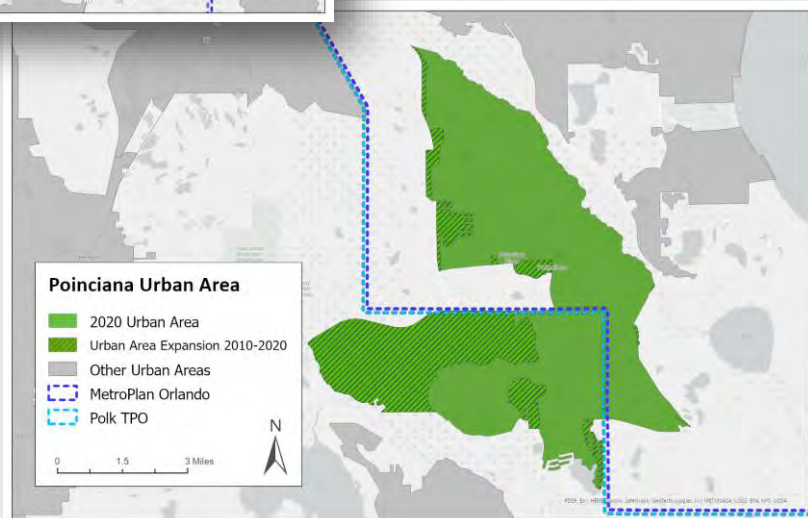 Poinciana Urban Area
2020 Urban Area
Urban Area Expansion 2010-2020
Other Urban Areas
MetroPlan Orlando
Polk TPO
N
0 1.5 3 Miles